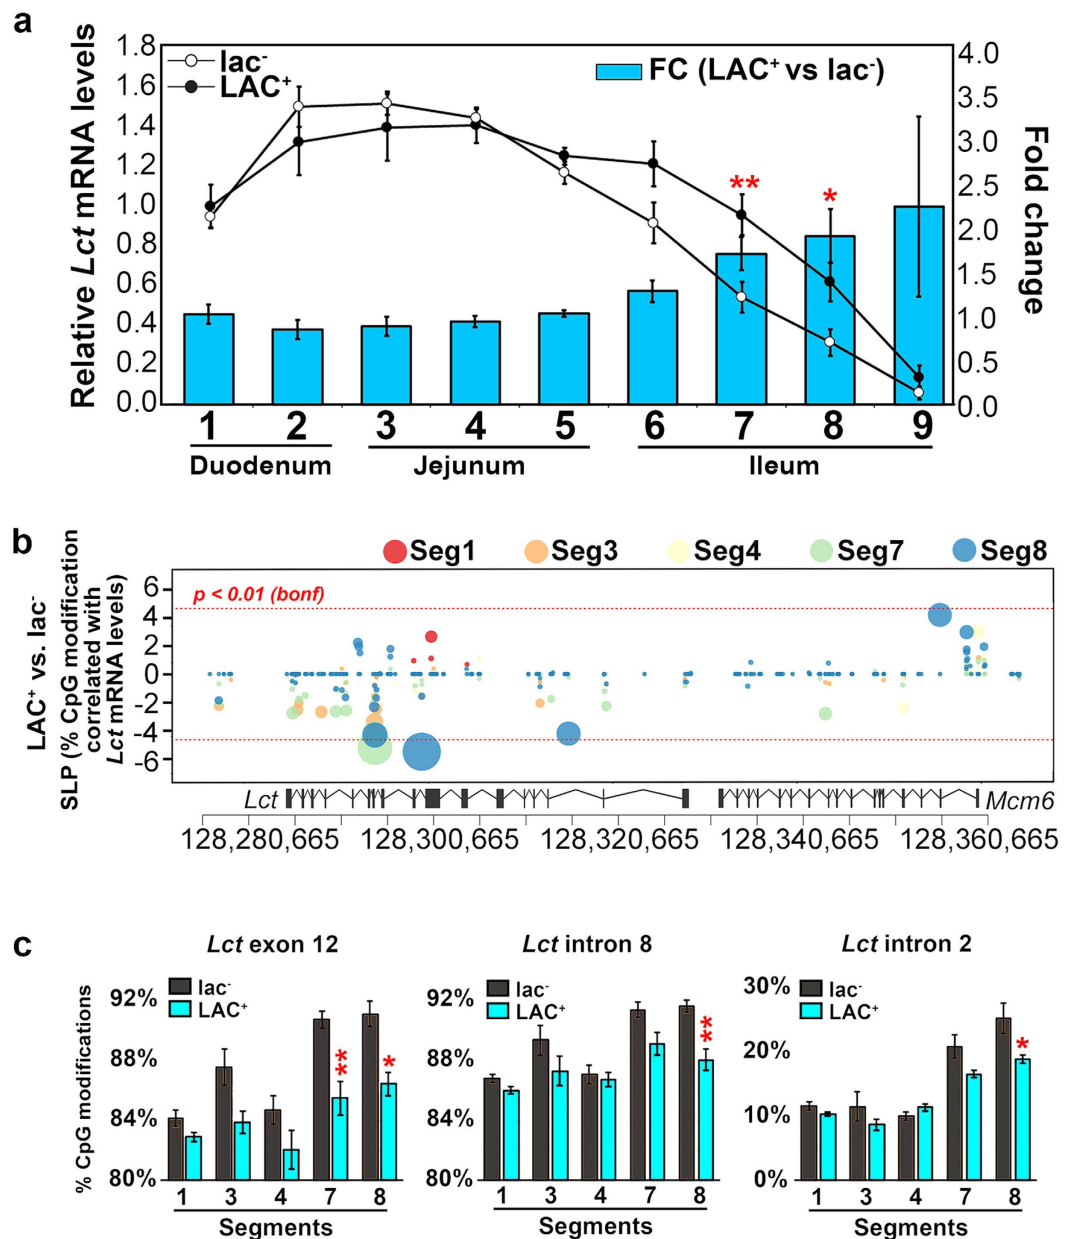 a
Relative Lct mRNA levels
1.8
1.6
1.4
1.2
1.0
0.8
0.6
0.4
0.2
0.0
lac-
LAC+
FC (LAC+ vs lac-)
**
*
4.0
3.5
3.0
2.5
2.0
1.5
1.0
0.5
0.0
Fold change
1 2 3 4 5 6 7 8 9
Duodenum Jejunum Ileum
b
Seg1 Seg3 Seg4 Seg7 Seg8
LAC+ vs. lac-
SLP (% CpG modification
correlated with
Lct mRNA levels)
p < 0.01 (bonf)
6
4
2
0
-2
-4
-6
Lct
Mcm6
128,280,665 128,300,665 128,320,665 128,340,665 128,360,665
c
Lct exon 12
% CpG modifications
92%
88%
84%
80%
lac-
LAC+
**
*
1 3 4 7 8
Segments
Lct intron 8
92%
88%
84%
80%
lac-
LAC+
**
1 3 4 7 8
Segments
Lct intron 2
30%
20%
10%
0%
lac-
LAC+
*
1 3 4 7 8
Segments